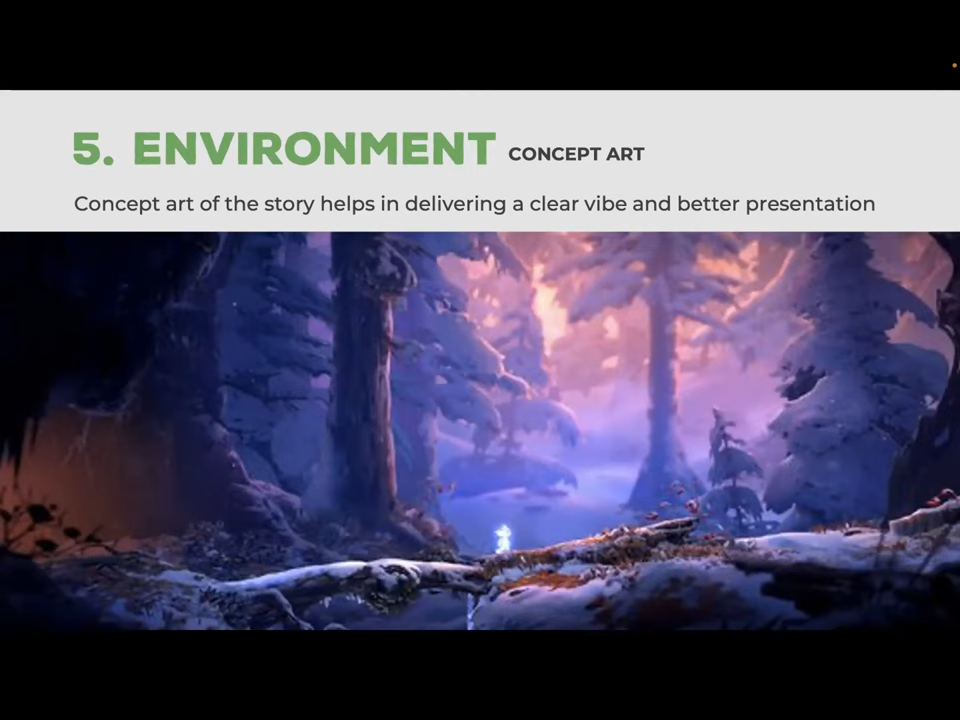 5. ENVIRONMENT CONCEPT ART
Concept art of the story helps in delivering a clear vibe and better presentation